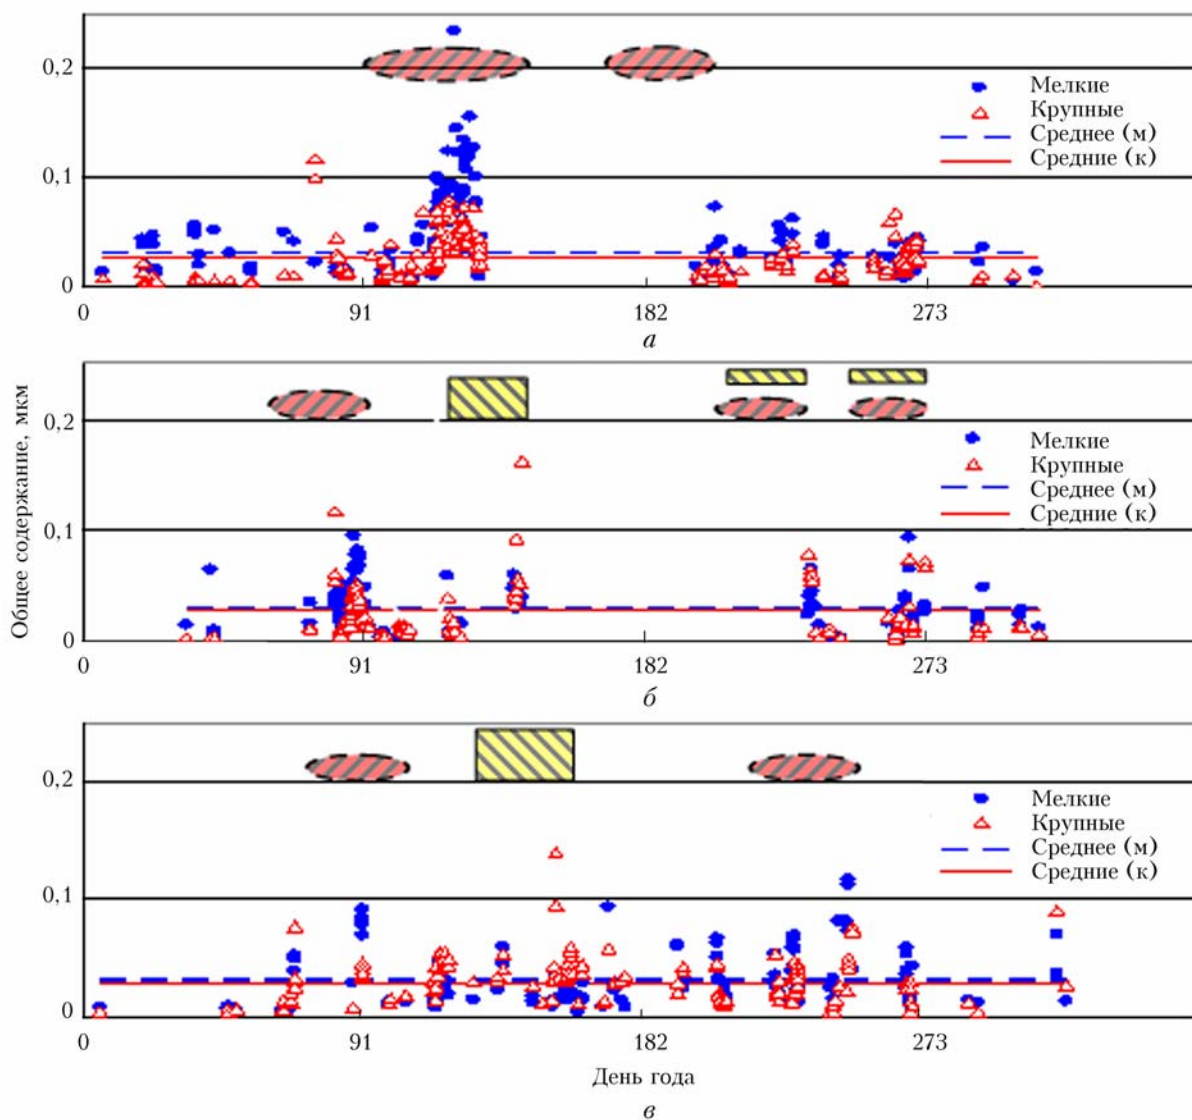 0,2
Мелкие
Крупные
Среднее (м)
0,1
Средние (к)
0
0 91 182 273
а
0,2
Мелкие
Крупные
Среднее (м)
0,1
Средние (к)
0
0 91 182 273
б
Общее содержание, мкм
0,2
Мелкие
Крупные
Среднее (м)
Средние (к)
0,1
0
0 91 182 273
День года
в